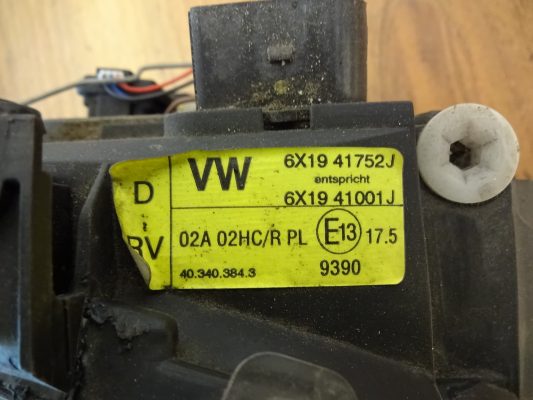 D
VW
6X19 41752J
entspricht
6X19 41001J
RV
02A 02HC/R PL E13 17.5
40.340.384.3
9390